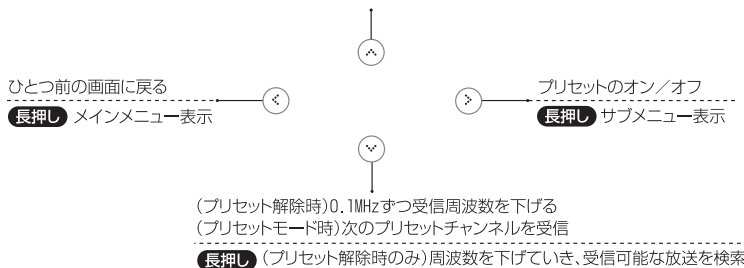 ひとつ前の画面に戻る
長押し メインメニュー表示
プリセットのオン／オフ
長押し サブメニュー表示
(プリセット解除時)0.1MHzずつ受信周波数を下げる
(プリセットモード時)次のプリセットチャンネルを受信
長押し (プリセット解除時のみ)周波数を下げていき、受信可能な放送を検索